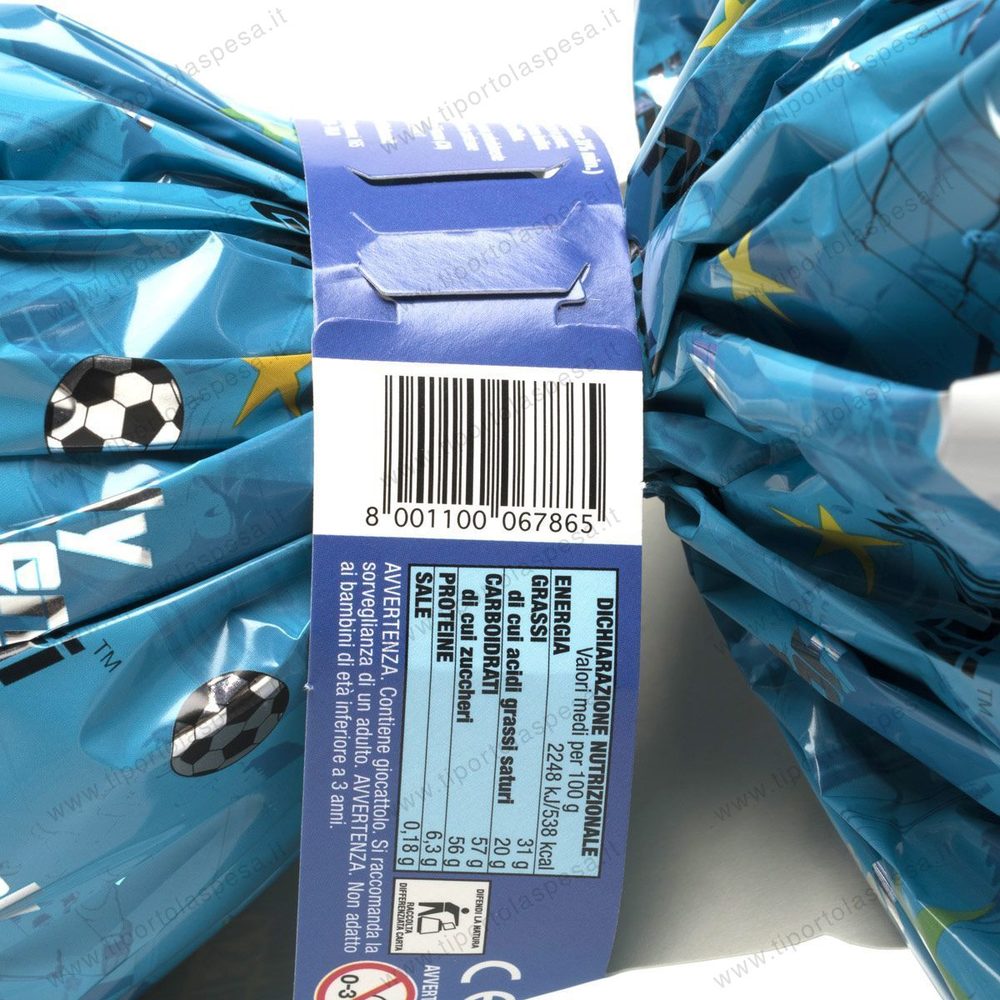 8 001100 067865
DICHIARAZIONE NUTRIZIONALE
Valori medi per 100 g
ENERGIA 2248 kJ/538 kcal
GRASSI 31 g
di cui acidi grassi saturi 20 g
CARBOIDRATI 57 g
di cui zuccheri 56 g
PROTEINE 6,3 g
SALE 0,18 g
AVVERTENZA. Contiene giocattolo. Si raccomanda la
sorveglianza di un adulto. AVVERTENZA. Non adatto
ai bambini di età inferiore a 3 anni.
DIFENDI LA NATURA
RACCOLTA
DIFFERENZIATA CARTA
0-3
CE
AVVERT
TM
TM
www.tiportolaspesa.it